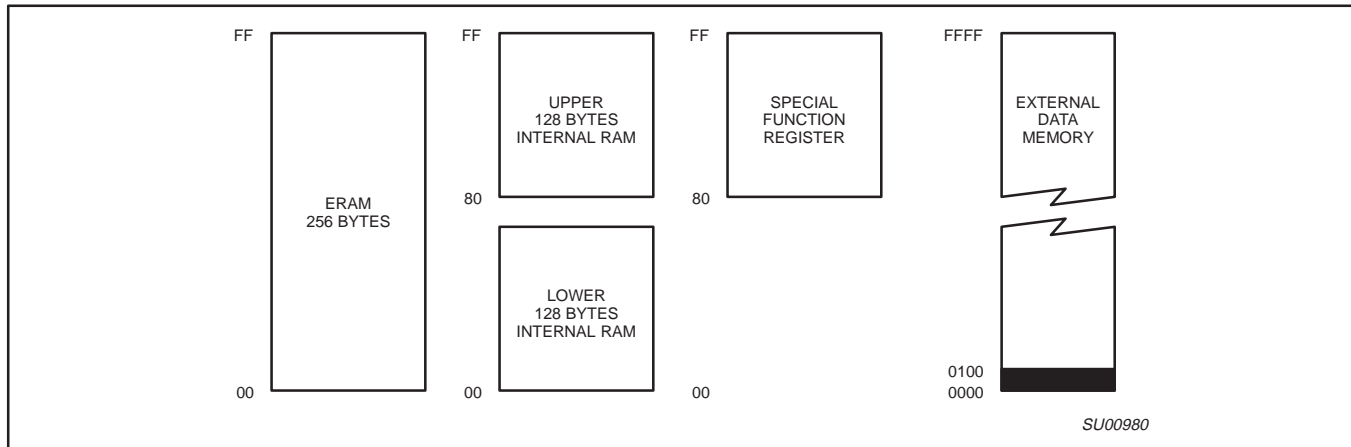 FF
FF
FF
FFFF
UPPER
128 BYTES
INTERNAL RAM
SPECIAL
FUNCTION
REGISTER
EXTERNAL
DATA
MEMORY
80
80
ERAM
256 BYTES
LOWER
128 BYTES
INTERNAL RAM
0100
00
00
00
0000
SU00980